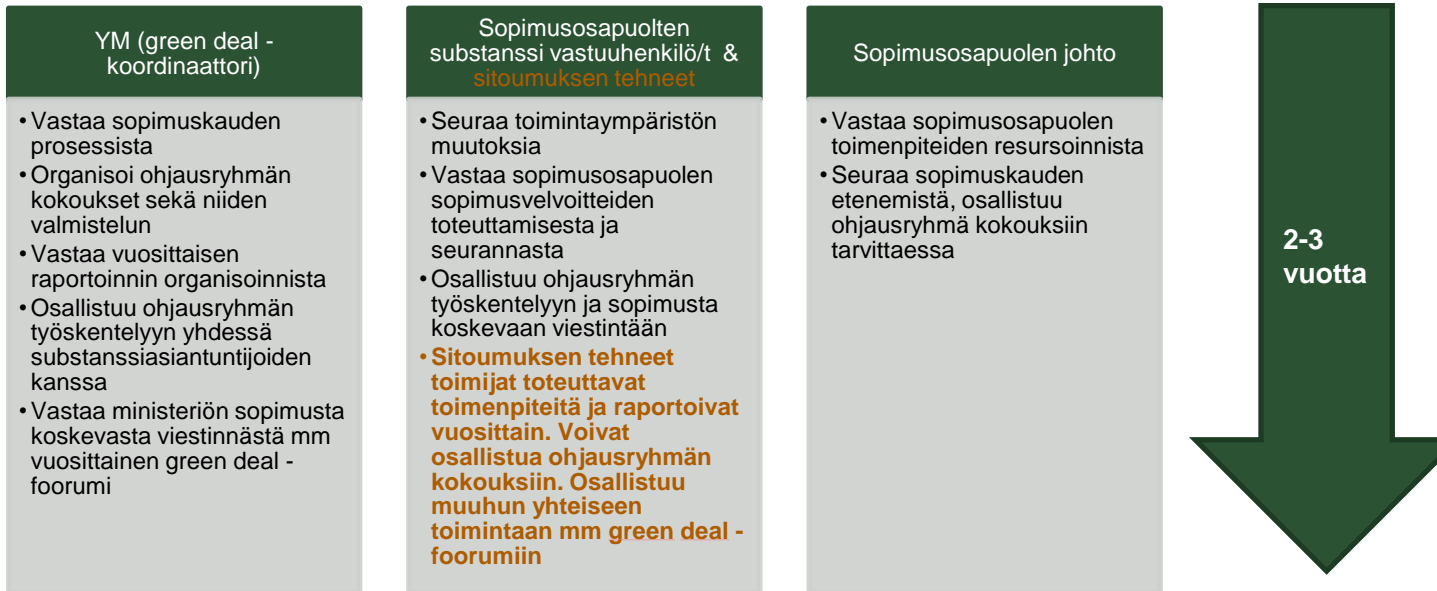 YM (green deal -
koordinaattori)
• Vastaa sopimuskauden
prosessista
• Organisoi ohjausryhmän
kokoukset sekä niiden
valmistelun
• Vastaa vuosittaisen
raportoinnin organisoinnista
• Osallistuu ohjausryhmän
työskentelyyn yhdessä
substanssiasiantuntijoiden
kanssa
• Vastaa ministeriön sopimusta
koskevasta viestinnästä mm
vuosittainen green deal -
foorumi
Sopimusosapuolten
substanssi vastuuhenkilö/t &
sitoumuksen tehneet
• Seuraa toimintaympäristön
muutoksia
• Vastaa sopimusosapuolen
sopimusvelvoitteiden
toteuttamisesta ja
seurannasta
• Osallistuu ohjausryhmän
työskentelyyn ja sopimusta
koskevaan viestintään
• Sitoumuksen tehneet
toimijat toteuttavat
toimenpiteitä ja raportoivat
vuosittain. Voivat
osallistua ohjausryhmän
kokouksiin. Osallistuu
muuhun yhteiseen
toimintaan mm green deal -
foorumiin
Sopimusosapuolen johto
• Vastaa sopimusosapuolen
toimenpiteiden resursoinnista
• Seuraa sopimuskauden
etenemistä, osallistuu
ohjausryhmä kokouksiin
tarvittaessa
2-3
vuotta